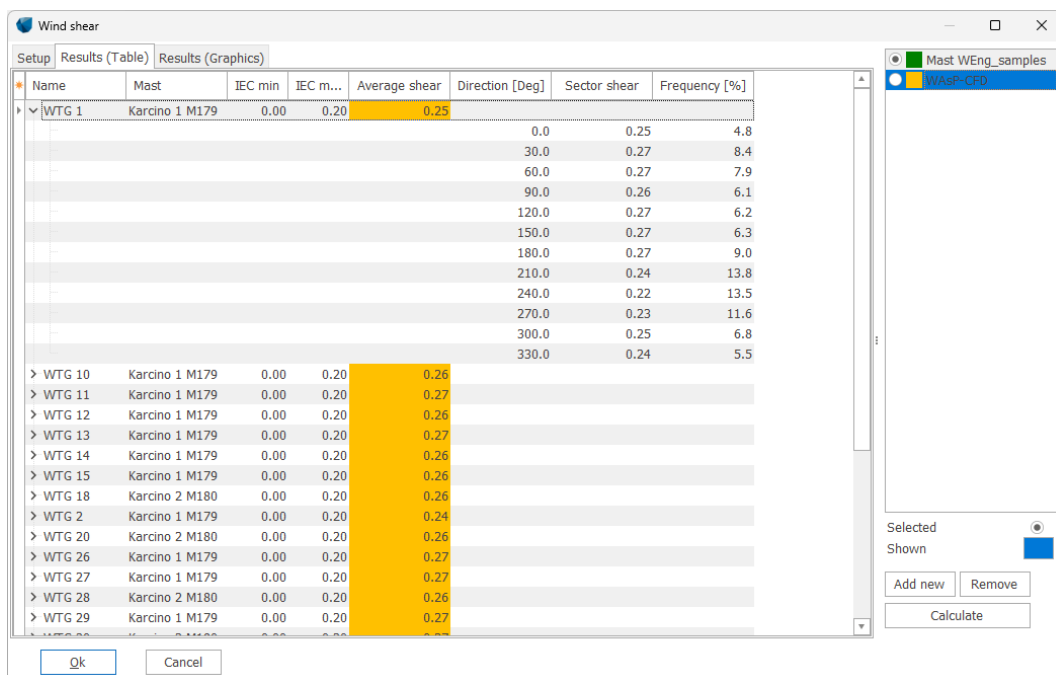 Wind shear
Setup Results (Table) Results (Graphics)
Name Mast IEC min IEC m... Average shear Direction [Deg] Sector shear Frequency [%]
WTG 1 Karcino 1 M179 0.00 0.20 0.25
0.0 0.25 4.8
30.0 0.27 8.4
60.0 0.27 7.9
90.0 0.26 6.1
120.0 0.27 6.2
150.0 0.27 6.3
180.0 0.27 9.0
210.0 0.24 13.8
240.0 0.22 13.5
270.0 0.23 11.6
300.0 0.25 6.8
330.0 0.24 5.5
WTG 10 Karcino 1 M179 0.00 0.20 0.26
WTG 11 Karcino 1 M179 0.00 0.20 0.27
WTG 12 Karcino 1 M179 0.00 0.20 0.26
WTG 13 Karcino 1 M179 0.00 0.20 0.27
WTG 14 Karcino 1 M179 0.00 0.20 0.26
WTG 15 Karcino 1 M179 0.00 0.20 0.26
WTG 18 Karcino 2 M180 0.00 0.20 0.26
WTG 2 Karcino 1 M179 0.00 0.20 0.24
WTG 20 Karcino 2 M180 0.00 0.20 0.26
WTG 26 Karcino 1 M179 0.00 0.20 0.27
WTG 27 Karcino 1 M179 0.00 0.20 0.27
WTG 28 Karcino 2 M180 0.00 0.20 0.26
WTG 29 Karcino 1 M179 0.00 0.20 0.27
Mast WEng_samples
WAsP-CFD
Selected
Shown
Add new Remove
Calculate
Ok Cancel